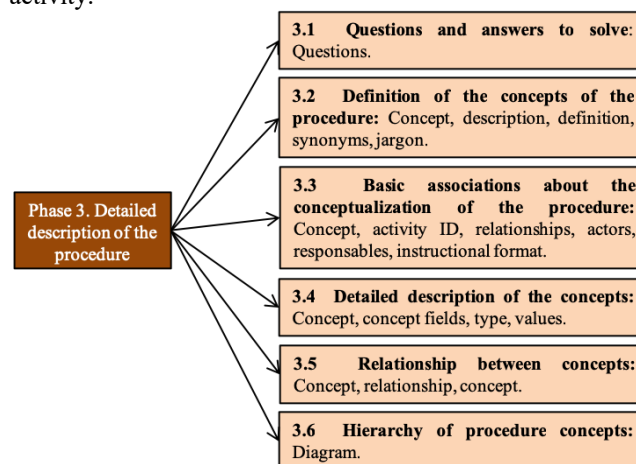 activity.
3.1 Questions and answers to solve:
Questions.
3.2 Definition of the concepts of the
procedure: Concept, description, definition,
synonyms, jargon.
3.3 Basic associations about the
conceptualization of the procedure:
Concept, activity ID, relationships, actors,
responsables, instructional format.
Phase 3. Detailed
description of the
procedure
3.4 Detailed description of the concepts:
Concept, concept fields, type, values.
3.5 Relationship between concepts:
Concept, relationship, concept.
3.6 Hierarchy of procedure concepts:
Diagram.